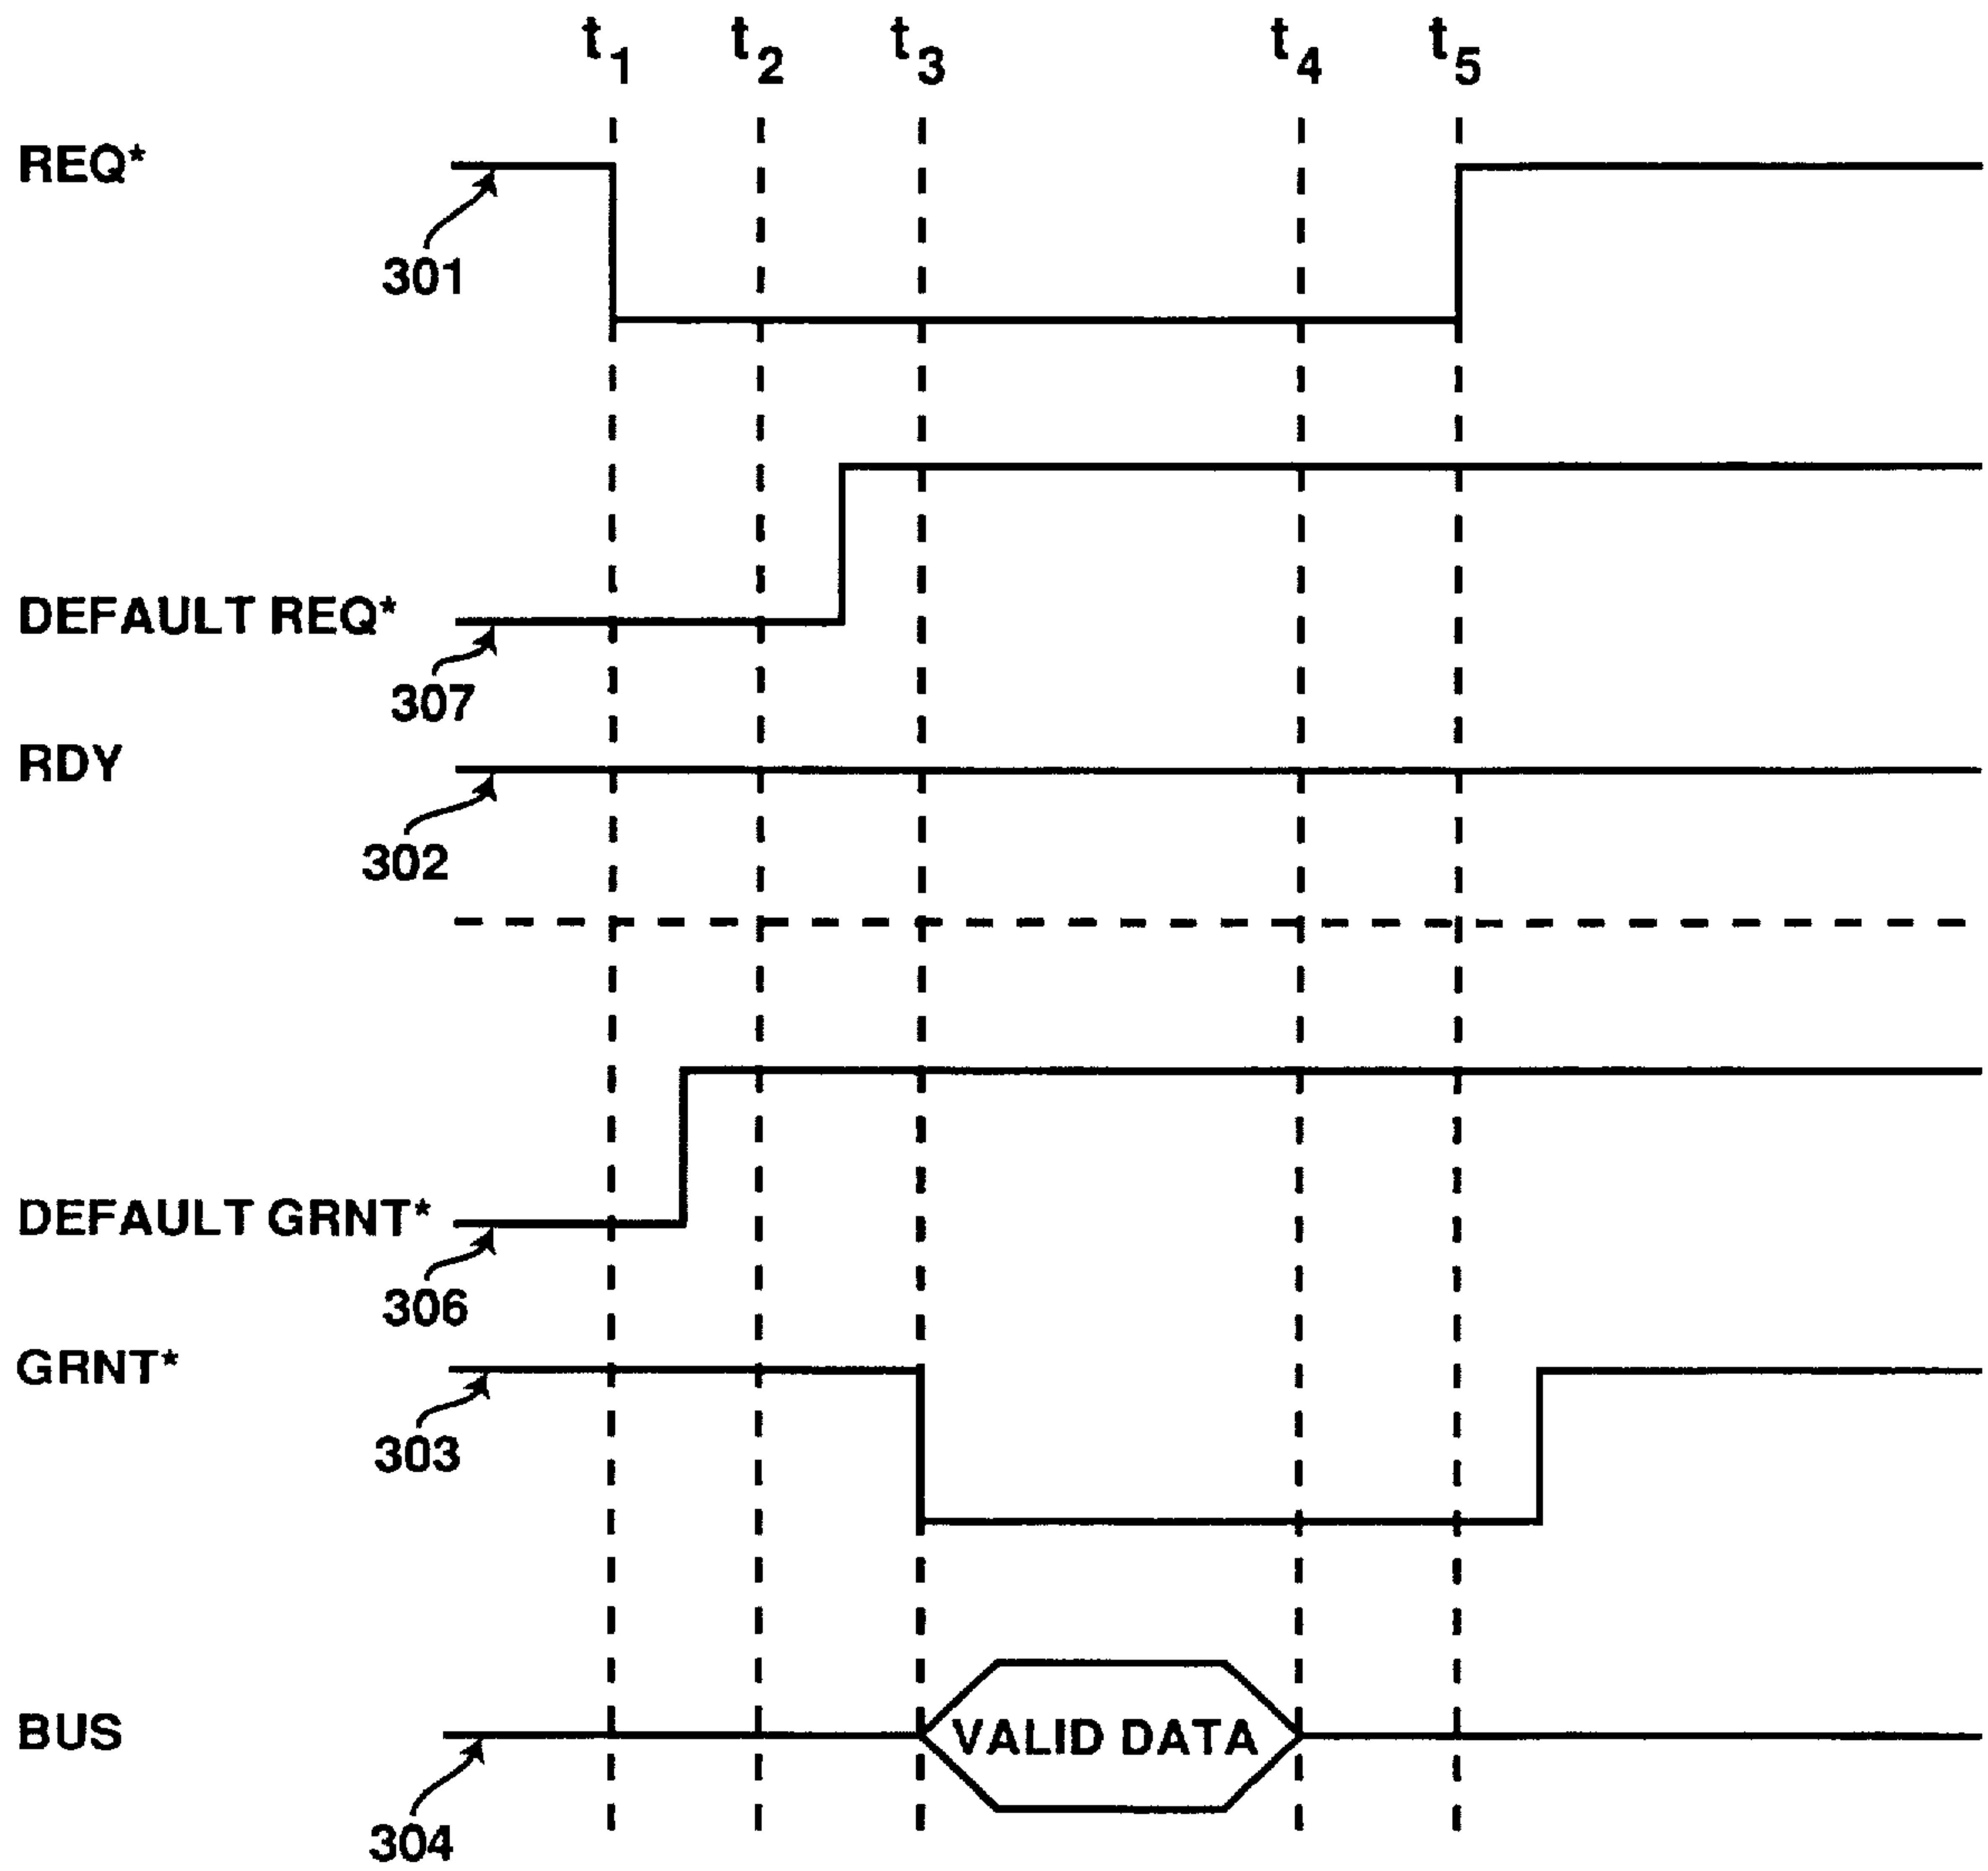 t1 t2 t3 t4 t5
REQ*
301
DEFAULT REQ*
307
RDY
302
DEFAULT GRNT*
306
GRNT*
303
BUS
VALID DATA
304